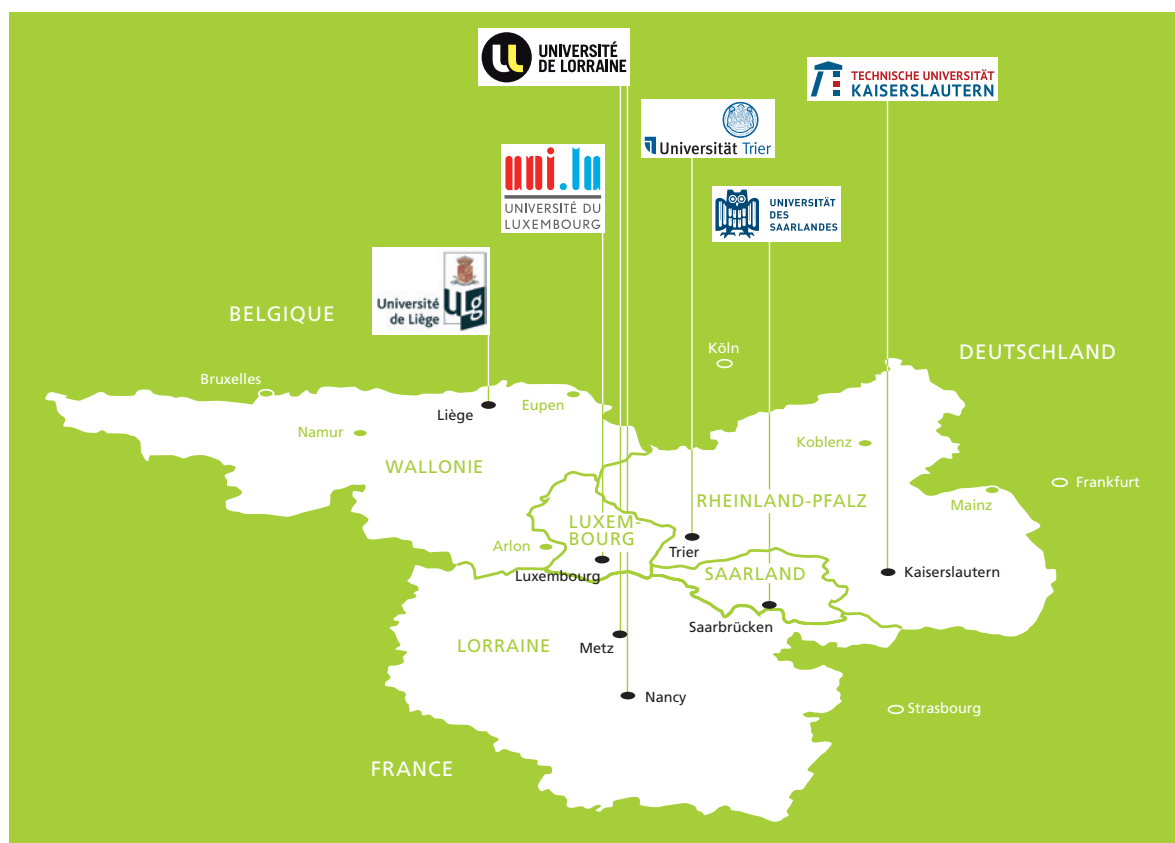 UNIVERSITÉ
DE LORRAINE
TECHNISCHE UNIVERSITÄT
KAISERSLAUTERN
Universität Trier
uni.lu
UNIVERSITÉ DU
LUXEMBOURG
UNIVERSITÄT
DES
SAARLANDES
Université
de Liège
ULg
BELGIQUE
DEUTSCHLAND
Köln
Bruxelles
Liège
Eupen
Namur
Koblenz
WALLONIE
Frankfurt
RHEINLAND-PFALZ
Mainz
LUXEM-
BOURG
Arlon
Trier
Luxembourg
SAARLAND
Kaiserslautern
Saarbrücken
LORRAINE
Metz
Nancy
Strasbourg
FRANCE